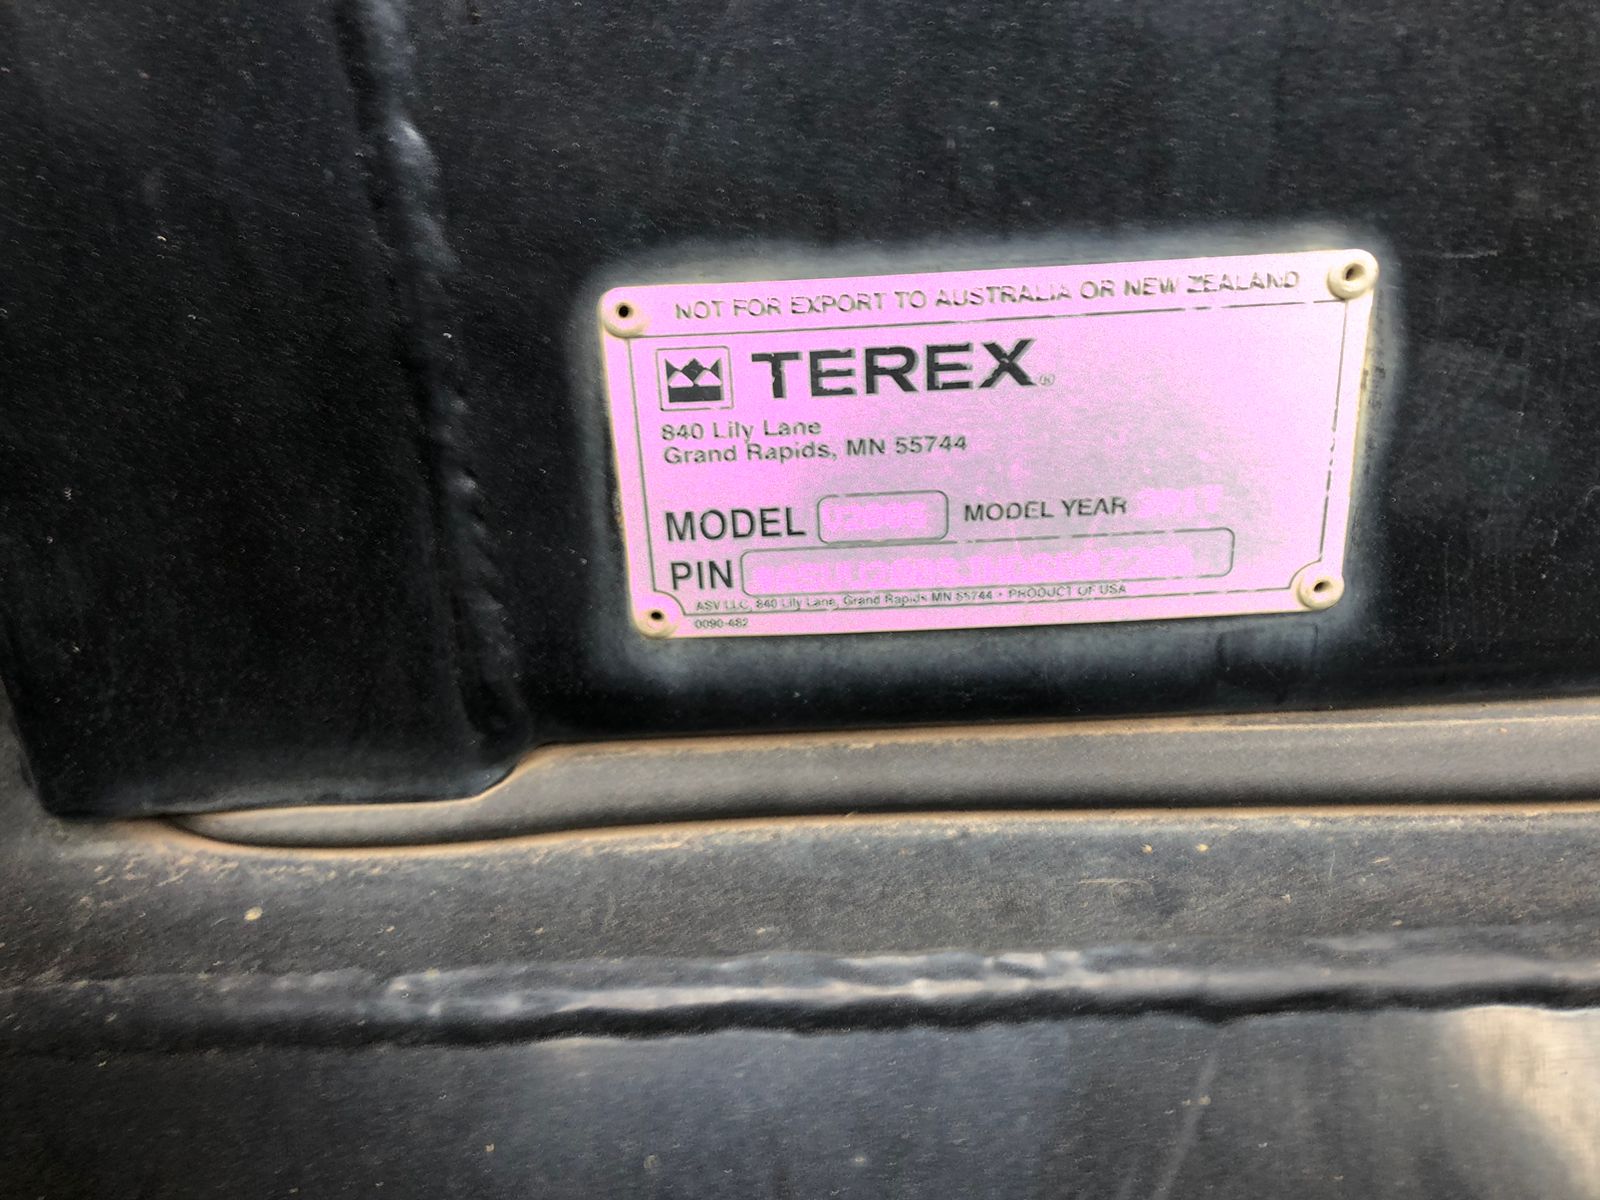 NOT FOR EXPORT TO AUSTRALIA OR NEW ZEALAND
TEREX®
840 Lily Lane
Grand Rapids, MN 55744
MODEL
MODEL YEAR
PIN
ASV LLC, 840 Lily Lane, Grand Rapids MN 55744 • PRODUCT OF USA
0090-482